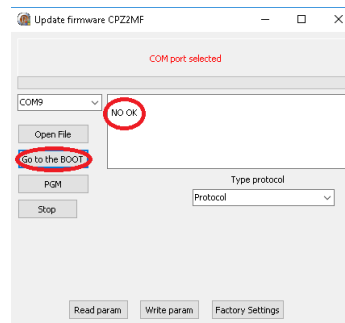 Update firmware CPZ2MF
COM port selected
COM9
NO OK
Open File
Go to the BOOT
PGM
Type protocol
Protocol
Stop
Read param
Write param
Factory Settings